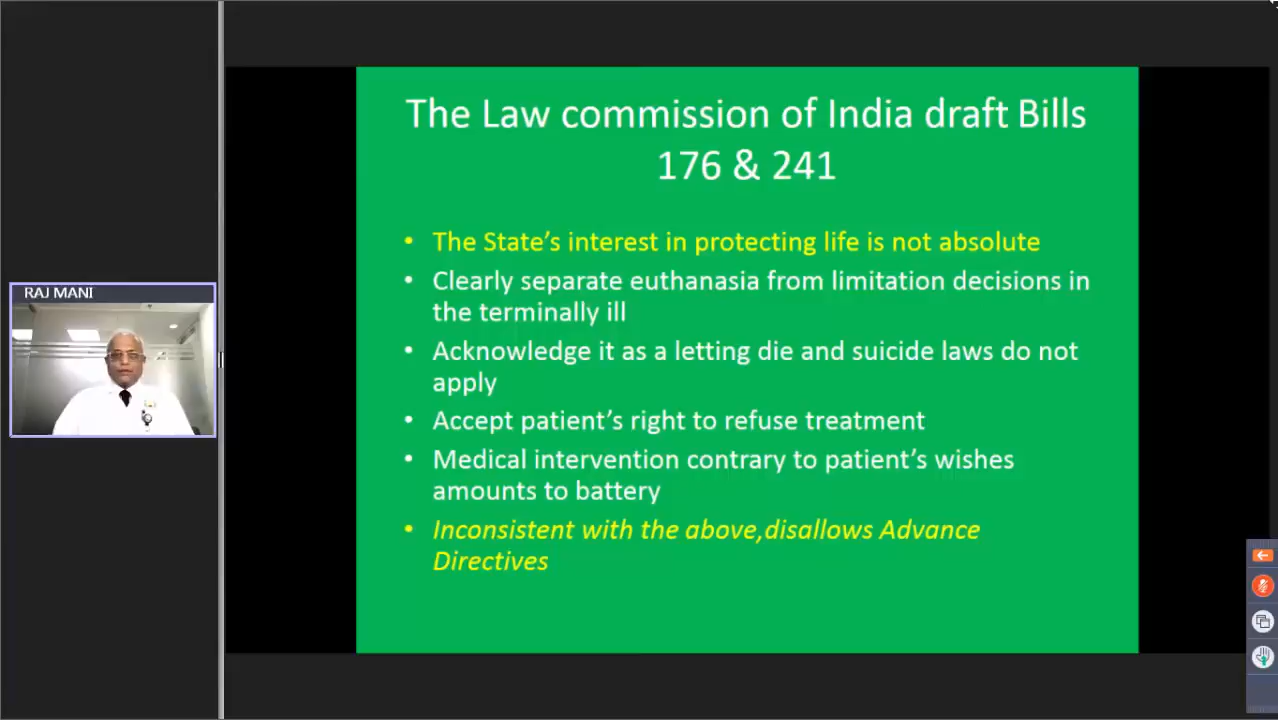 RAJ MANI
The Law commission of India draft Bills
176 & 241
• The State’s interest in protecting life is not absolute
• Clearly separate euthanasia from limitation decisions in
the terminally ill
• Acknowledge it as a letting die and suicide laws do not
apply
• Accept patient’s right to refuse treatment
• Medical intervention contrary to patient’s wishes
amounts to battery
• Inconsistent with the above,disallows Advance
Directives